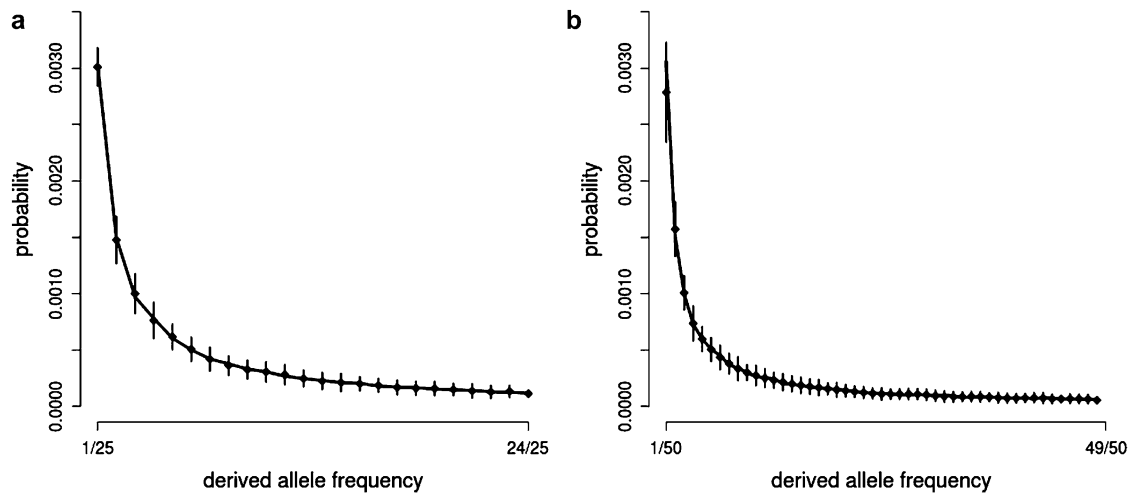 a
probability
0.0030
0.0020
0.0010
0.0000
1/25
24/25
derived allele frequency
b
probability
0.0030
0.0020
0.0010
0.0000
1/50
49/50
derived allele frequency